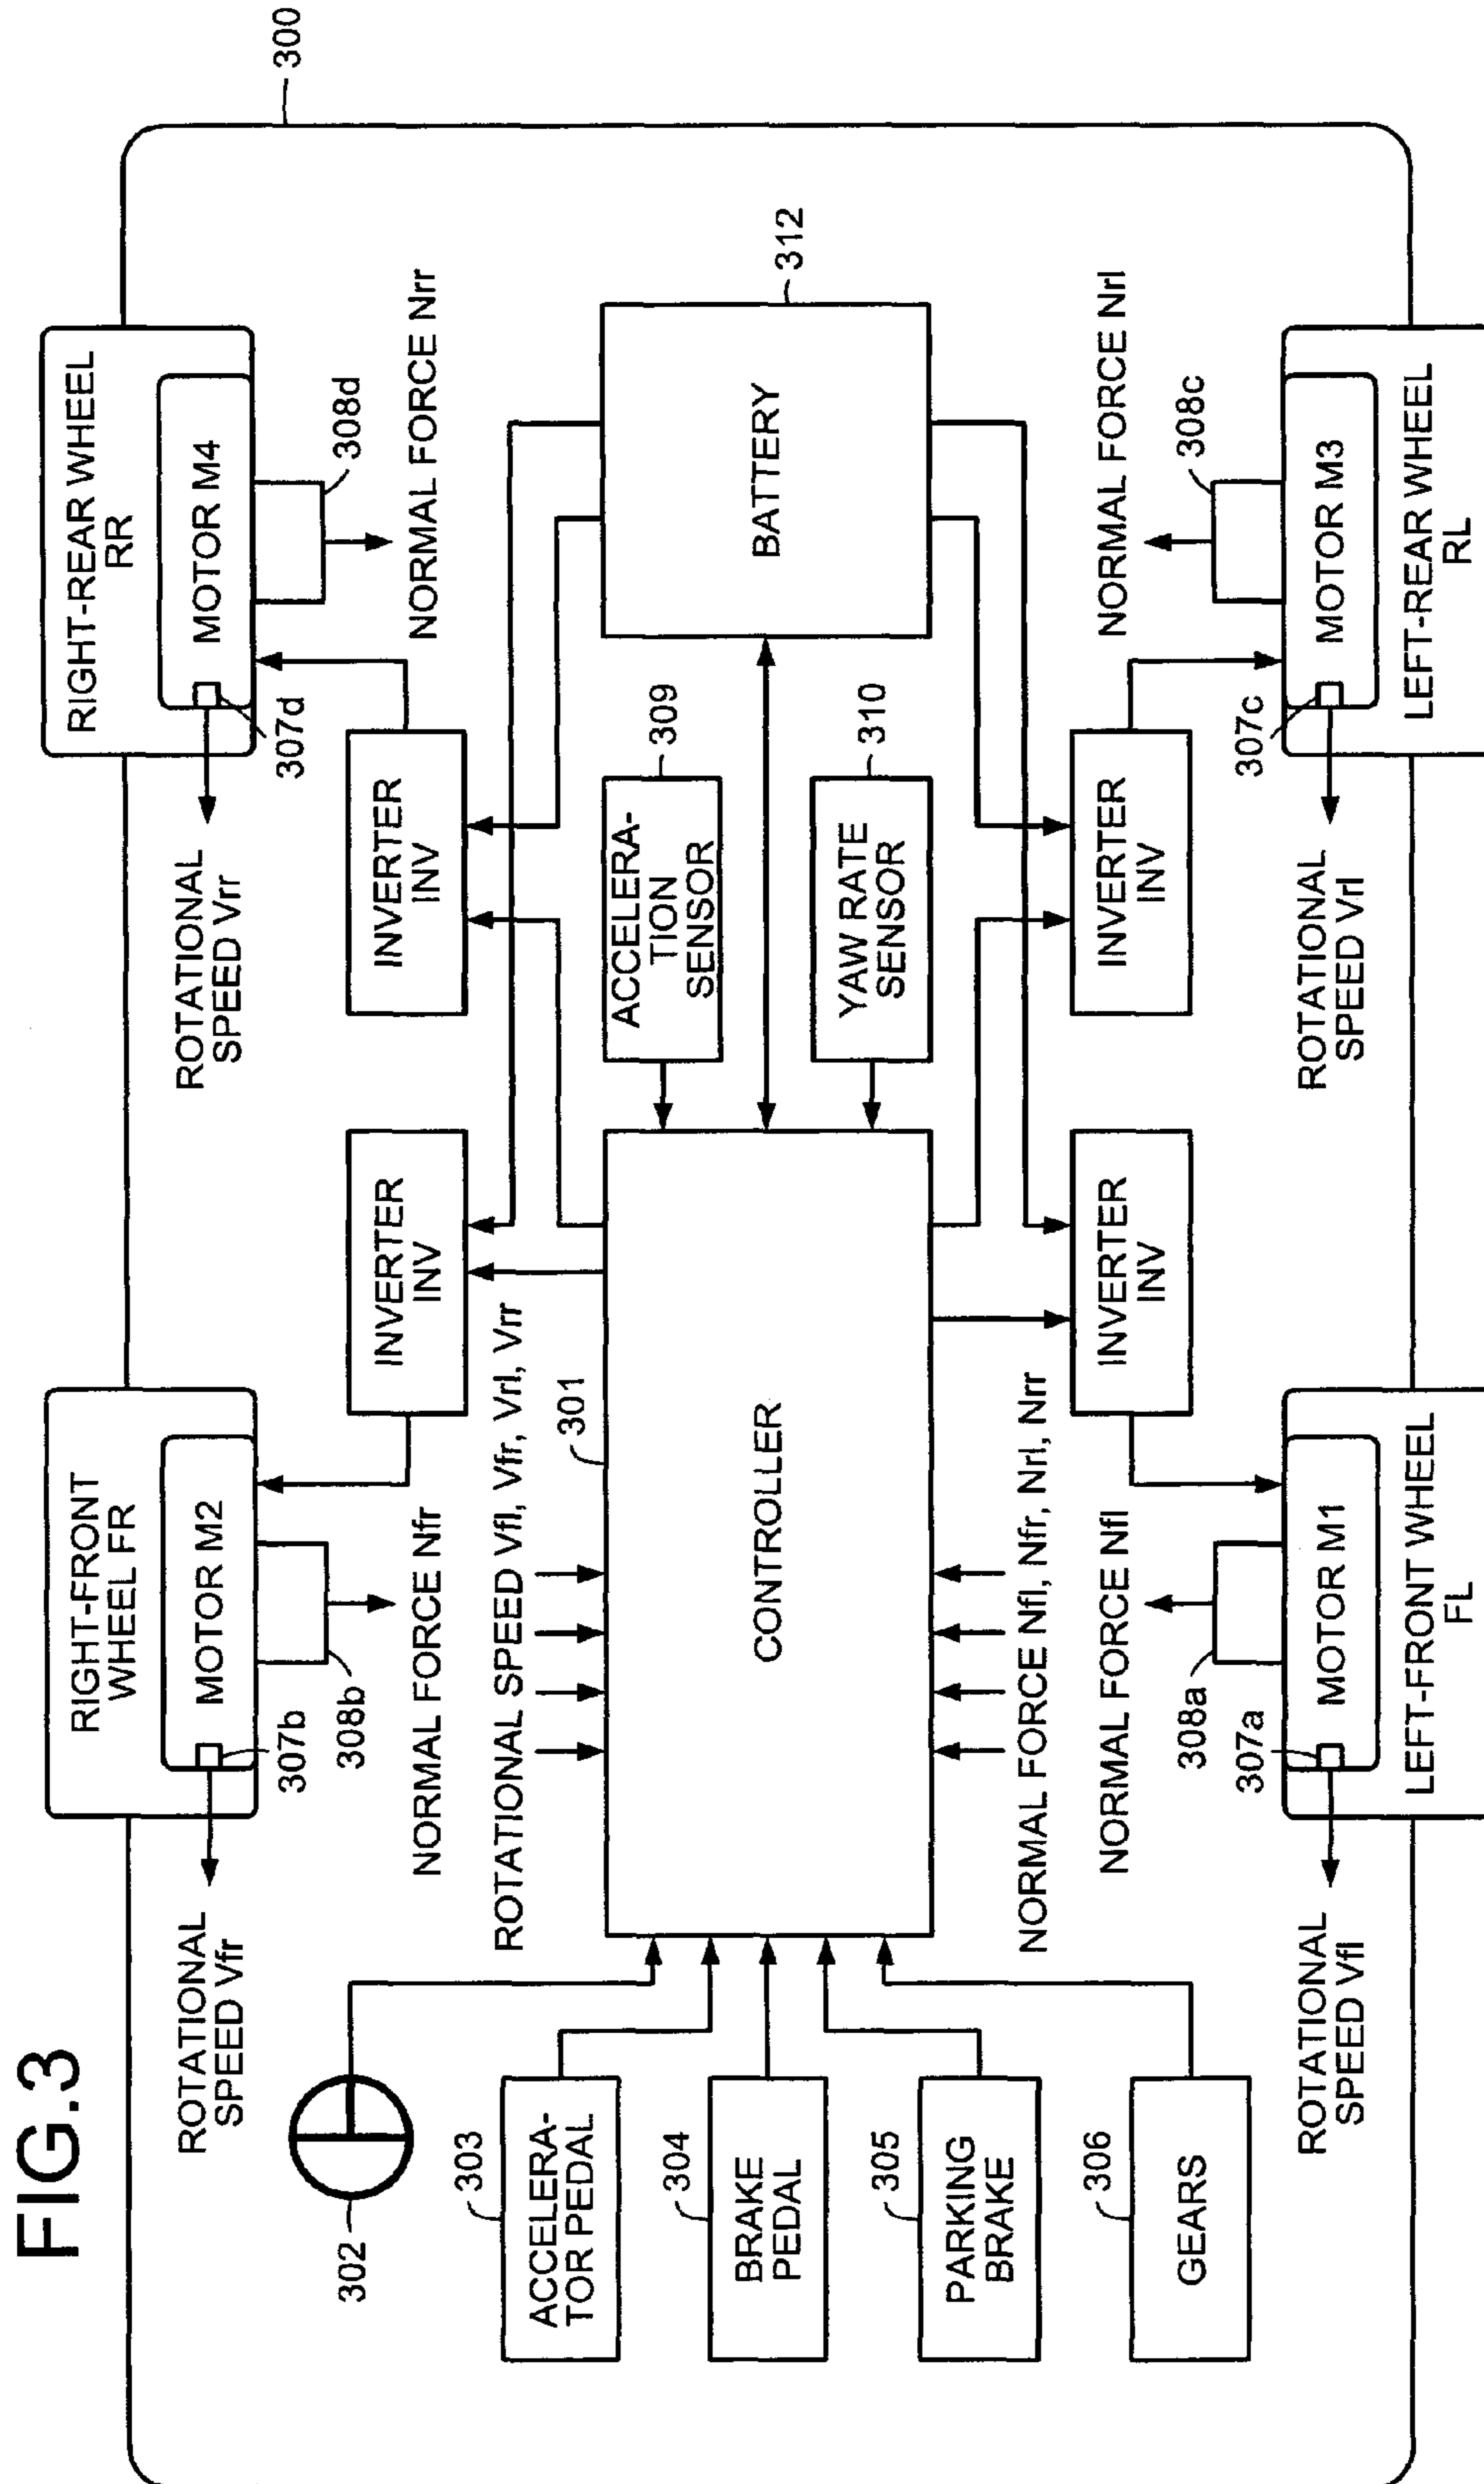 FIG.3
300
RIGHT-FRONT
WHEEL FR
MOTOR M2
307b
308b
ROTATIONAL
SPEED Vfr
NORMAL FORCE Nfr
RIGHT-REAR WHEEL
RR
MOTOR M4
307d
308d
ROTATIONAL
SPEED Vrr
NORMAL FORCE Nrr
INVERTER
INV
INVERTER
INV
302
303
ACCELERA-
TOR PEDAL
304
BRAKE
PEDAL
305
PARKING
BRAKE
306
GEARS
ROTATIONAL SPEED Vfl, Vfr, Vrl, Vrr
301
CONTROLLER
NORMAL FORCE Nfl, Nfr, Nrl, Nrr
309
ACCELERA-
TION
SENSOR
310
YAW RATE
SENSOR
312
BATTERY
INVERTER
INV
INVERTER
INV
NORMAL FORCE Nfl
308a
307a
MOTOR M1
LEFT-FRONT WHEEL
FL
ROTATIONAL
SPEED Vfl
NORMAL FORCE Nrl
308c
307c
MOTOR M3
LEFT-REAR WHEEL
RL
ROTATIONAL
SPEED Vrl